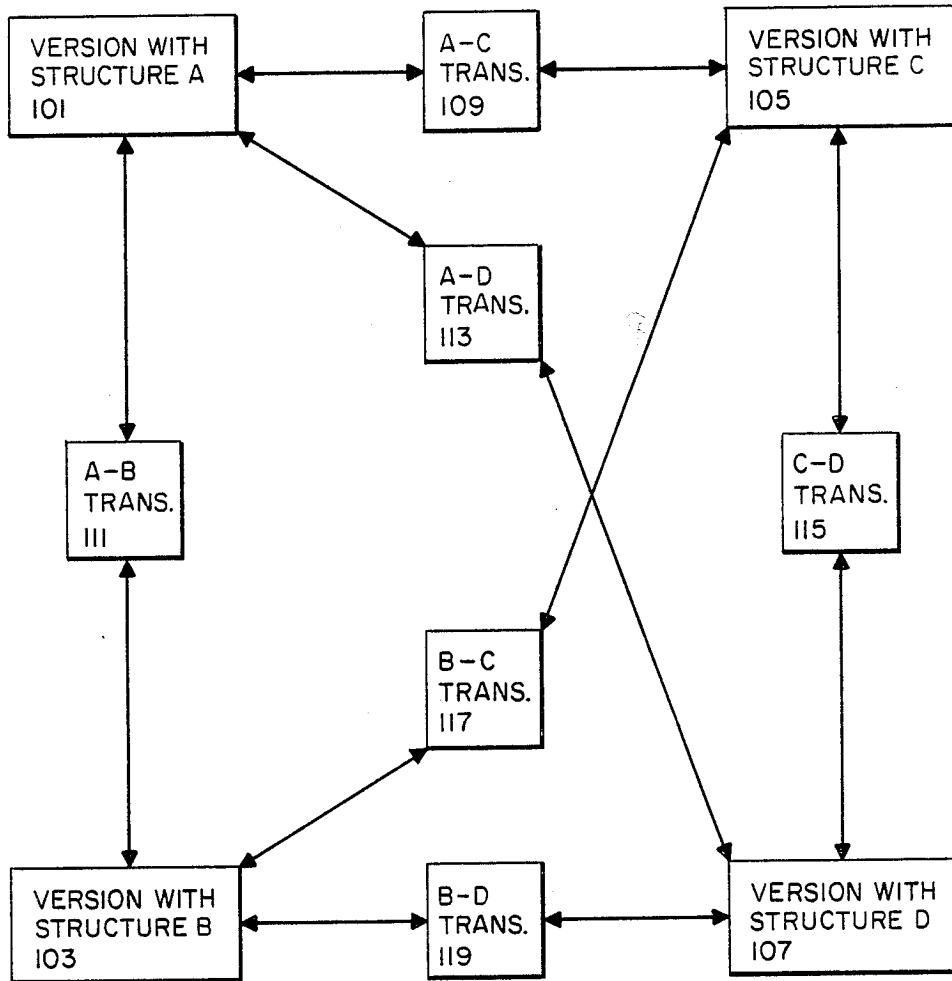 VERSION WITH
STRUCTURE A
101
A-C
TRANS.
109
VERSION WITH
STRUCTURE C
105
A-D
TRANS.
113
A-B
TRANS.
111
C-D
TRANS.
115
B-C
TRANS.
117
VERSION WITH
STRUCTURE B
103
B-D
TRANS.
119
VERSION WITH
STRUCTURE D
107